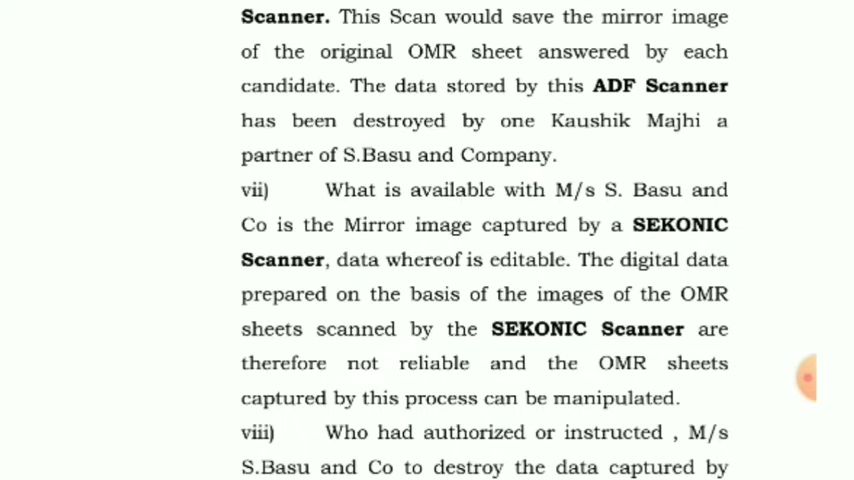 Scanner. This Scan would save the mirror image
of the original OMR sheet answered by each
candidate. The data stored by this ADF Scanner
has been destroyed by one Kaushik Majhi a
partner of S.Basu and Company.
vii) What is available with M/s S. Basu and
Co is the Mirror image captured by a SEKONIC
Scanner, data whereof is editable. The digital data
prepared on the basis of the images of the OMR
sheets scanned by the SEKONIC Scanner are
therefore not reliable and the OMR sheets
captured by this process can be manipulated.
viii) Who had authorized or instructed , M/s
S.Basu and Co to destroy the data captured by